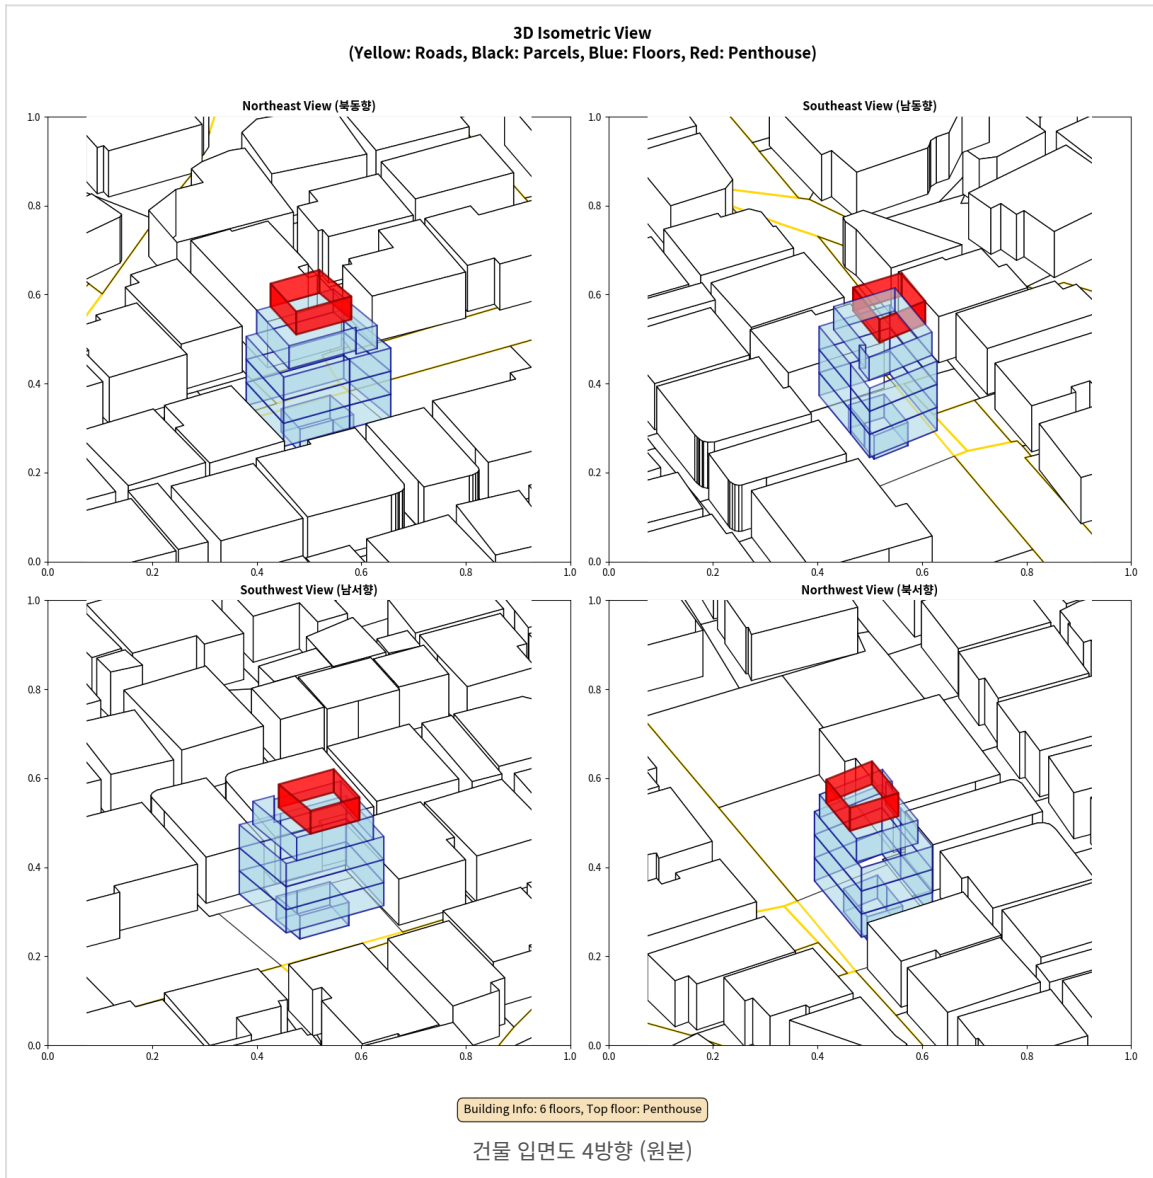 3D Isometric View
(Yellow: Roads, Black: Parcels, Blue: Floors, Red: Penthouse)
Northeast View (북동향)
1.0
0.8
0.6
0.4
0.2
0.0
0.0 0.2 0.4 0.6 0.8 1.0
Southeast View (남동향)
1.0
0.8
0.6
0.4
0.2
0.0
0.0 0.2 0.4 0.6 0.8 1.0
Southwest View (남서향)
1.0
0.8
0.6
0.4
0.2
0.0
0.0 0.2 0.4 0.6 0.8 1.0
Northwest View (북서향)
1.0
0.8
0.6
0.4
0.2
0.0
0.0 0.2 0.4 0.6 0.8 1.0
Building Info: 6 floors, Top floor: Penthouse
건물 입면도 4방향 (원본)